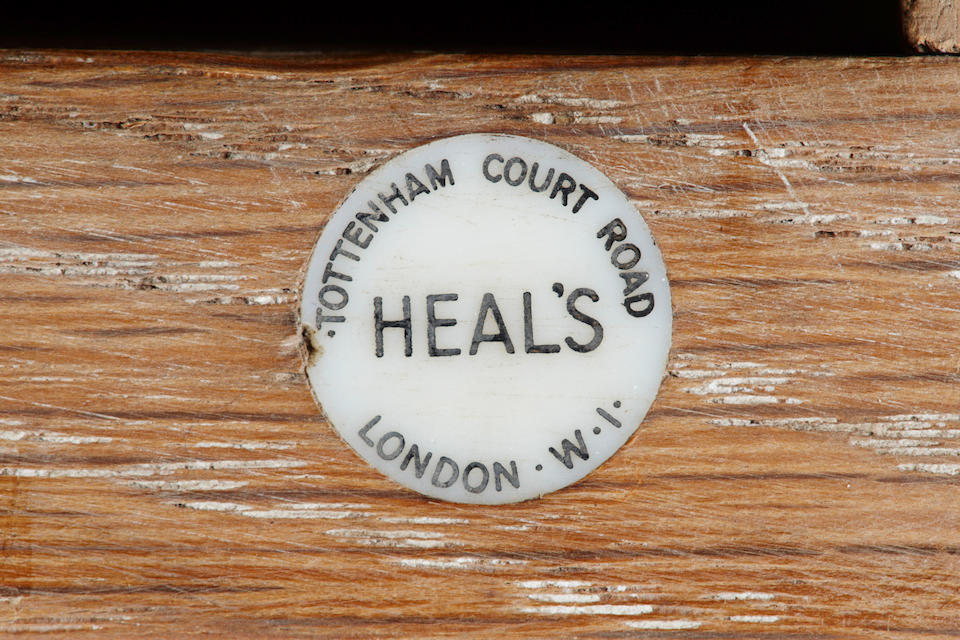 ·TOTTENHAM COURT ROAD
HEAL'S
LONDON·W·1·